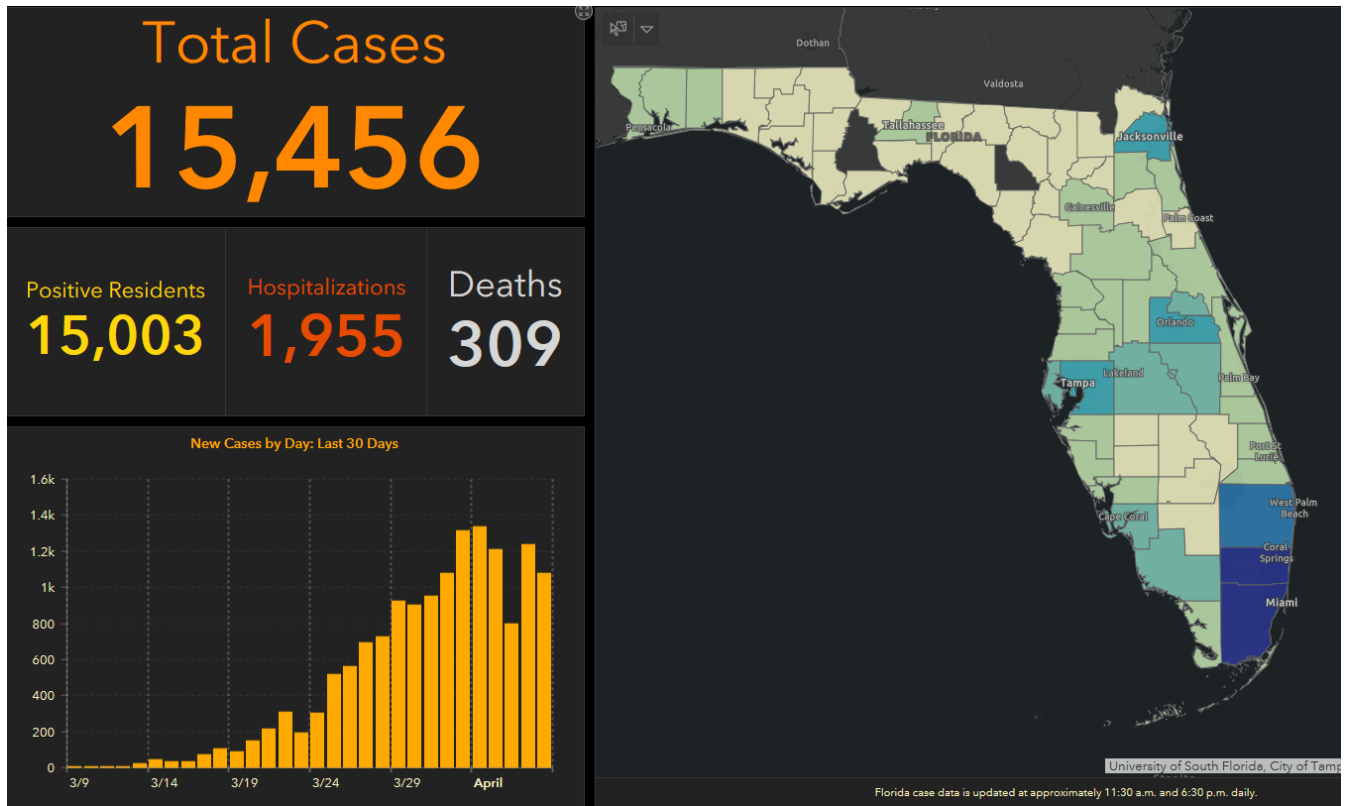 Total Cases
15,456
Positive Residents
15,003
Hospitalizations
1,955
Deaths
309
New Cases by Day: Last 30 Days
1.6k
1.4k
1.2k
1k
800
600
400
200
0
3/9
3/14
3/19
3/24
3/29
April
Dothan
Valdosta
Pensacola
Tallahassee
FLORIDA
Jacksonville
Gainesville
Palm Coast
Orlando
Lakeland
Tampa
Palm Bay
Port St
Lucie
Cape Coral
West Palm
Beach
Coral
Springs
Miami
University of South Florida, City of Tamp
Florida case data is updated at approximately 11:30 a.m. and 6:30 p.m. daily.